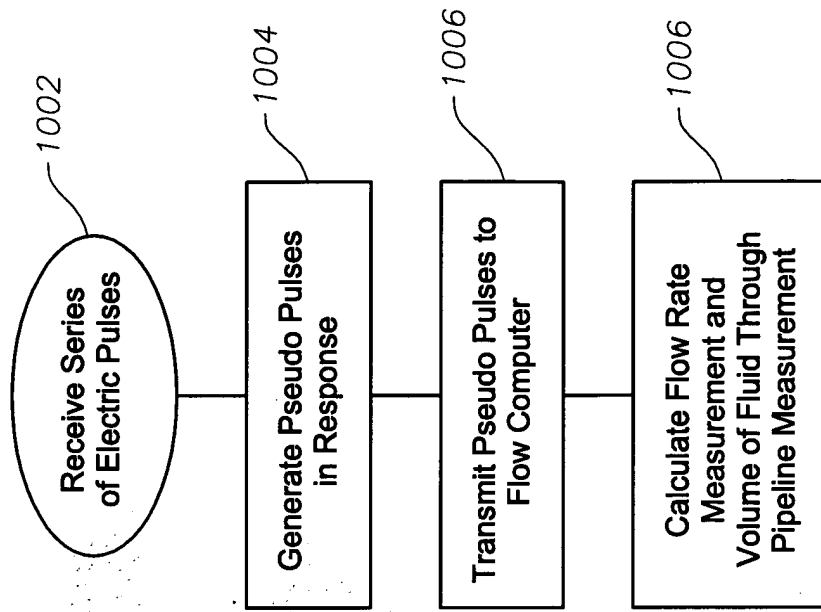 1002
Receive Series
of Electric Pulses
1004
Generate Pseudo Pulses
in Response
1006
Transmit Pseudo Pulses to
Flow Computer
1006
Calculate Flow Rate
Measurement and
Volume of Fluid Through
Pipeline Measurement